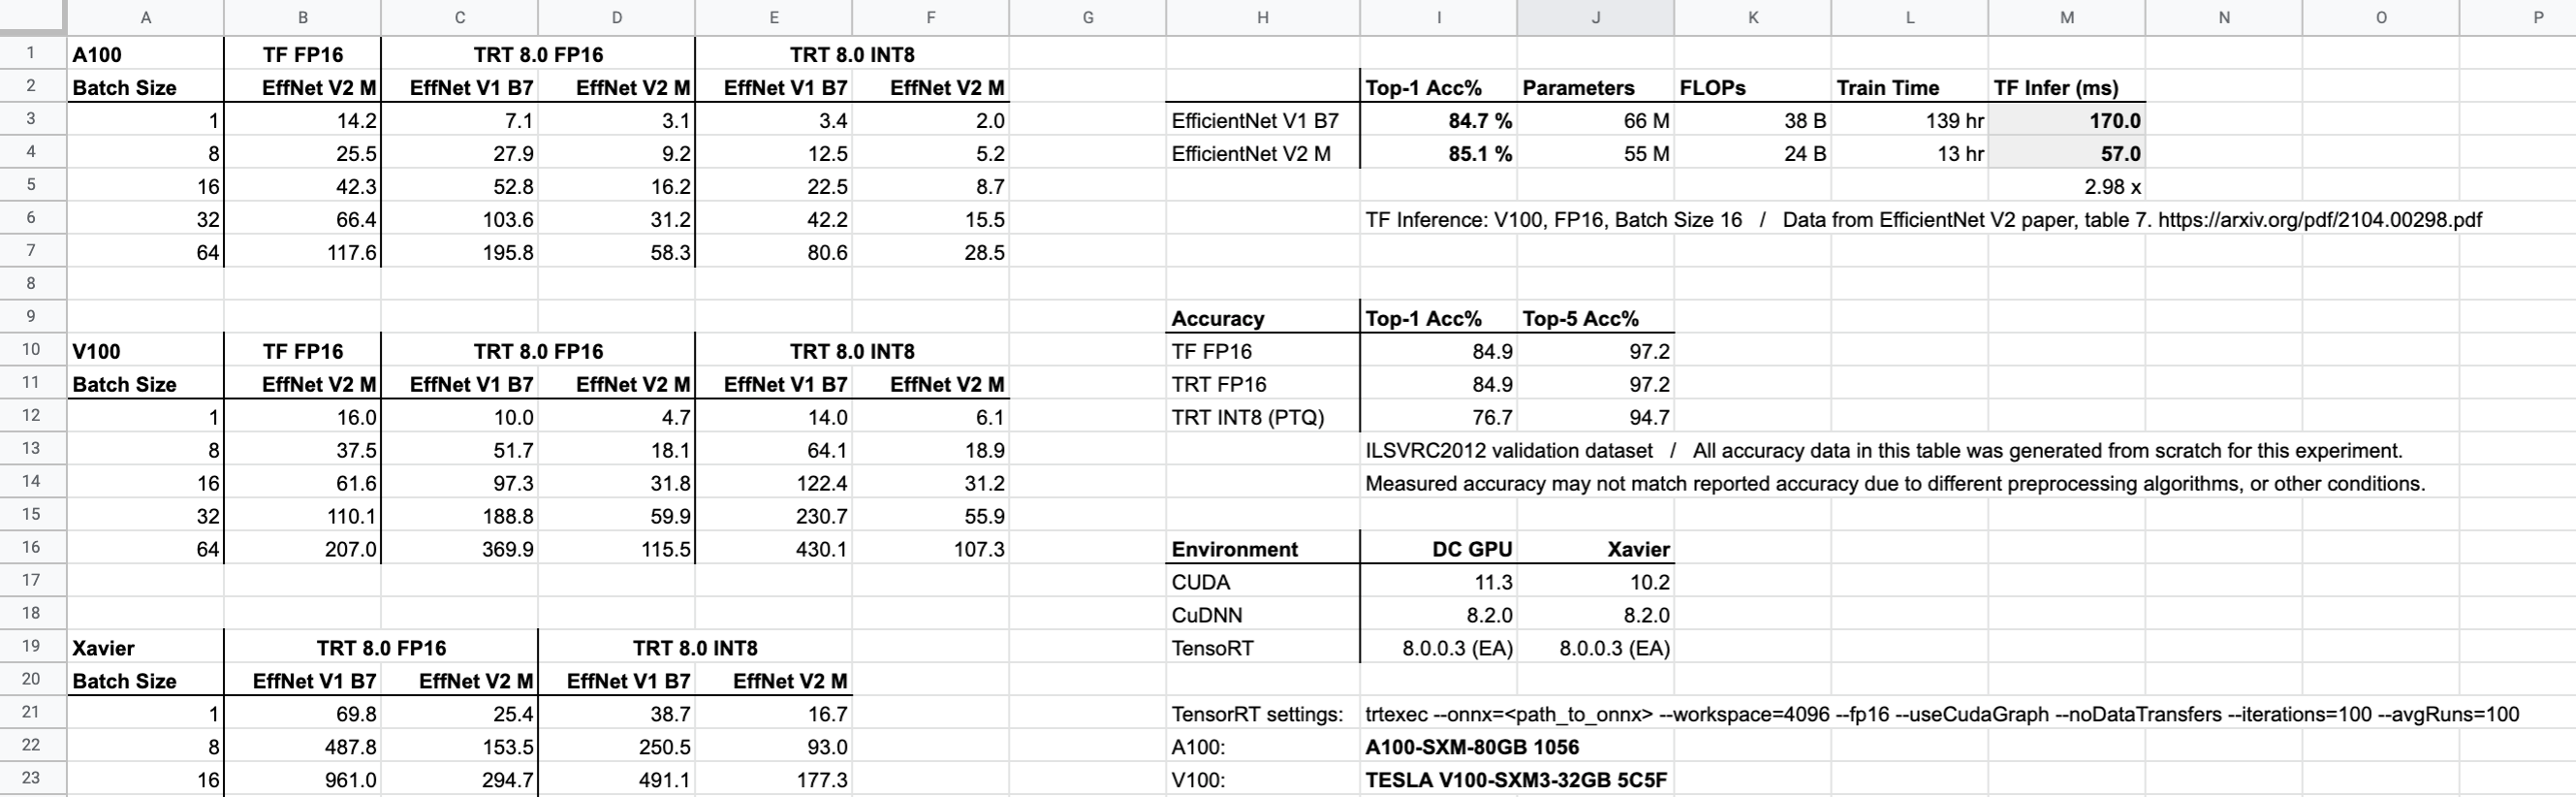 A B C D E F G H I J K L M N O P
1 A100 TF FP16 TRT 8.0 FP16 TRT 8.0 INT8
2 Batch Size EffNet V2 M EffNet V1 B7 EffNet V2 M EffNet V1 B7 EffNet V2 M Top-1 Acc% Parameters FLOPs Train Time TF Infer (ms)
3 1 14.2 7.1 3.1 3.4 2.0 EfficientNet V1 B7 84.7 % 66 M 38 B 139 hr 170.0
4 8 25.5 27.9 9.2 12.5 5.2 EfficientNet V2 M 85.1 % 55 M 24 B 13 hr 57.0
5 16 42.3 52.8 16.2 22.5 8.7 2.98 x
6 32 66.4 103.6 31.2 42.2 15.5 TF Inference: V100, FP16, Batch Size 16 / Data from EfficientNet V2 paper, table 7. https://arxiv.org/pdf/2104.00298.pdf
7 64 117.6 195.8 58.3 80.6 28.5
8
9 Accuracy Top-1 Acc% Top-5 Acc%
10 V100 TF FP16 TRT 8.0 FP16 TRT 8.0 INT8 TF FP16 84.9 97.2
11 Batch Size EffNet V2 M EffNet V1 B7 EffNet V2 M EffNet V1 B7 EffNet V2 M TRT FP16 84.9 97.2
12 1 16.0 10.0 4.7 14.0 6.1 TRT INT8 (PTQ) 76.7 94.7
13 8 37.5 51.7 18.1 64.1 18.9 ILSVRC2012 validation dataset / All accuracy data in this table was generated from scratch for this experiment.
14 16 61.6 97.3 31.8 122.4 31.2 Measured accuracy may not match reported accuracy due to different preprocessing algorithms, or other conditions.
15 32 110.1 188.8 59.9 230.7 55.9
16 64 207.0 369.9 115.5 430.1 107.3 Environment DC GPU Xavier
17 CUDA 11.3 10.2
18 CuDNN 8.2.0 8.2.0
19 Xavier TRT 8.0 FP16 TRT 8.0 INT8 TensoRT 8.0.0.3 (EA) 8.0.0.3 (EA)
20 Batch Size EffNet V1 B7 EffNet V2 M EffNet V1 B7 EffNet V2 M
21 1 69.8 25.4 38.7 16.7 TensorRT settings: trtexec --onnx=<path_to_onnx> --workspace=4096 --fp16 --useCudaGraph --noDataTransfers --iterations=100 --avgRuns=100
22 8 487.8 153.5 250.5 93.0 A100: A100-SXM-80GB 1056
23 16 961.0 294.7 491.1 177.3 V100: TESLA V100-SXM3-32GB 5C5F